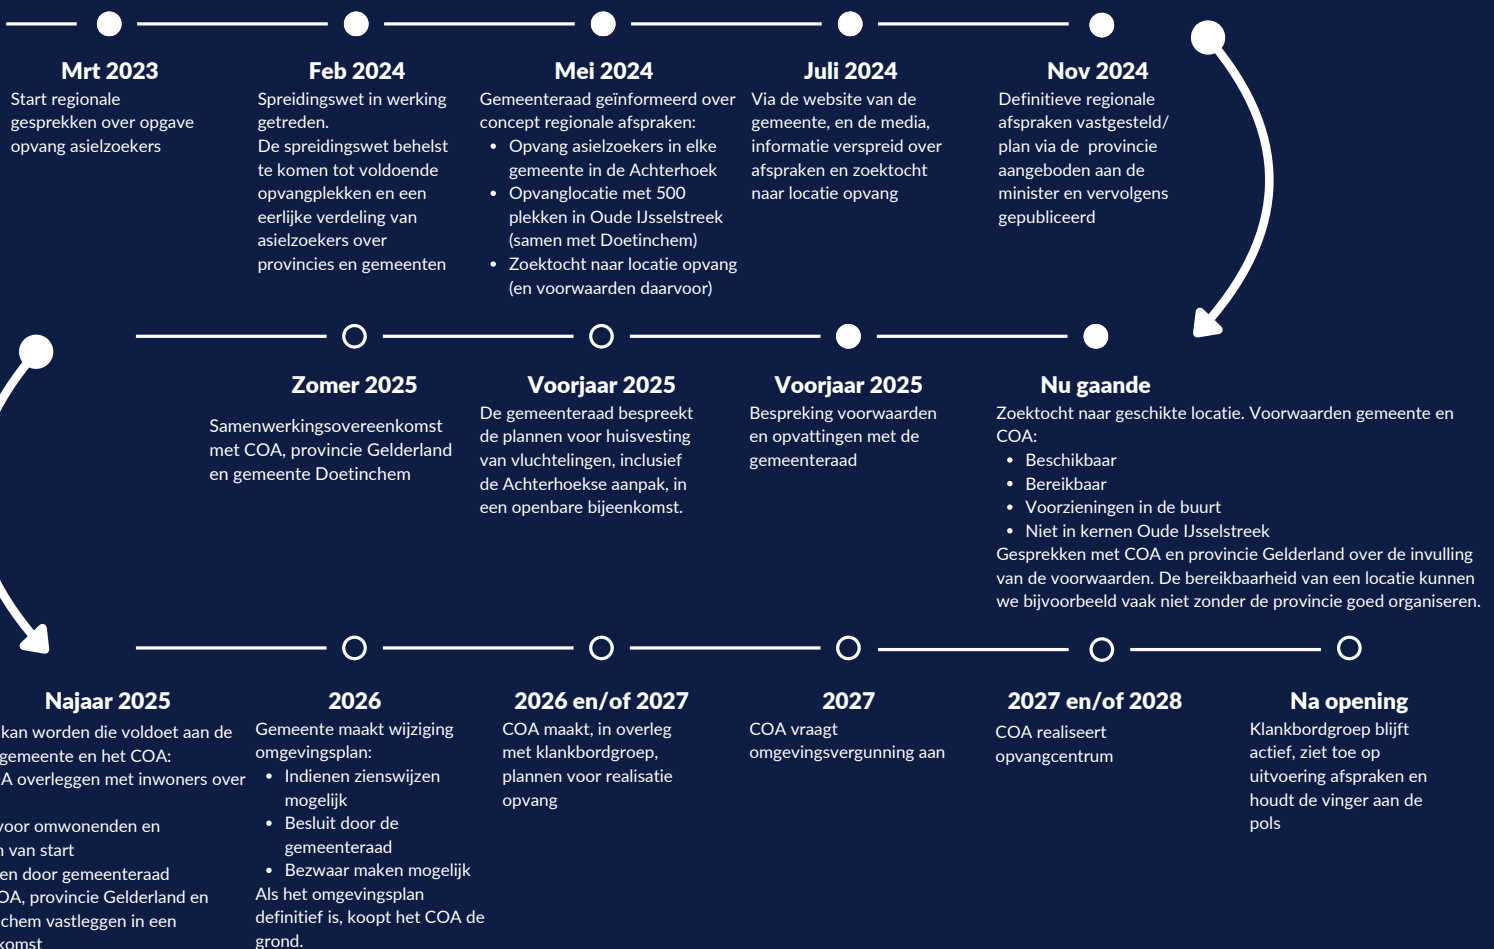 Mrt 2023
Start regionale
gesprekken over opgave
opvang asielzoekers
Feb 2024
Spreidingswet in werking
getreden.
De spreidingswet behelst
te komen tot voldoende
opvangplekken en een
eerlijke verdeling van
asielzoekers over
provincies en gemeenten
Mei 2024
Gemeenteraad geïnformeerd over
concept regionale afspraken:
• Opvang asielzoekers in elke
gemeente in de Achterhoek
• Opvanglocatie met 500
plekken in Oude IJsselstreek
(samen met Doetinchem)
• Zoektocht naar locatie opvang
(en voorwaarden daarvoor)
Juli 2024
Via de website van de
gemeente, en de media,
informatie verspreid over
afspraken en zoektocht
naar locatie opvang
Nov 2024
Definitieve regionale
afspraken vastgesteld/
plan via de provincie
aangeboden aan de
minister en vervolgens
gepubliceerd
Zomer 2025
Samenwerkingsovereenkomst
met COA, provincie Gelderland
en gemeente Doetinchem
Voorjaar 2025
De gemeenteraad bespreekt
de plannen voor huisvesting
van vluchtelingen, inclusief
de Achterhoekse aanpak, in
een openbare bijeenkomst.
Voorjaar 2025
Bespreking voorwaarden
en opvattingen met de
gemeenteraad
Nu gaande
Zoektocht naar geschikte locatie. Voorwaarden gemeente en
COA:
• Beschikbaar
• Bereikbaar
• Voorzieningen in de buurt
• Niet in kernen Oude IJsselstreek
Gesprekken met COA en provincie Gelderland over de invulling
van de voorwaarden. De bereikbaarheid van een locatie kunnen
we bijvoorbeeld vaak niet zonder de provincie goed organiseren.
Najaar 2025
kan worden die voldoet aan de
gemeente en het COA:
A overleggen met inwoners over
voor omwonenden en
n van start
en door gemeenteraad
OA, provincie Gelderland en
chem vastleggen in een
komst
2026
Gemeente maakt wijziging
omgevingsplan:
• Indienen zienswijzen
mogelijk
• Besluit door de
gemeenteraad
• Bezwaar maken mogelijk
Als het omgevingsplan
definitief is, koopt het COA de
grond.
2026 en/of 2027
COA maakt, in overleg
met klankbordgroep,
plannen voor realisatie
opvang
2027
COA vraagt
omgevingsvergunning aan
2027 en/of 2028
COA realiseert
opvangcentrum
Na opening
Klankbordgroep blijft
actief, ziet toe op
uitvoering afspraken en
houdt de vinger aan de
pols